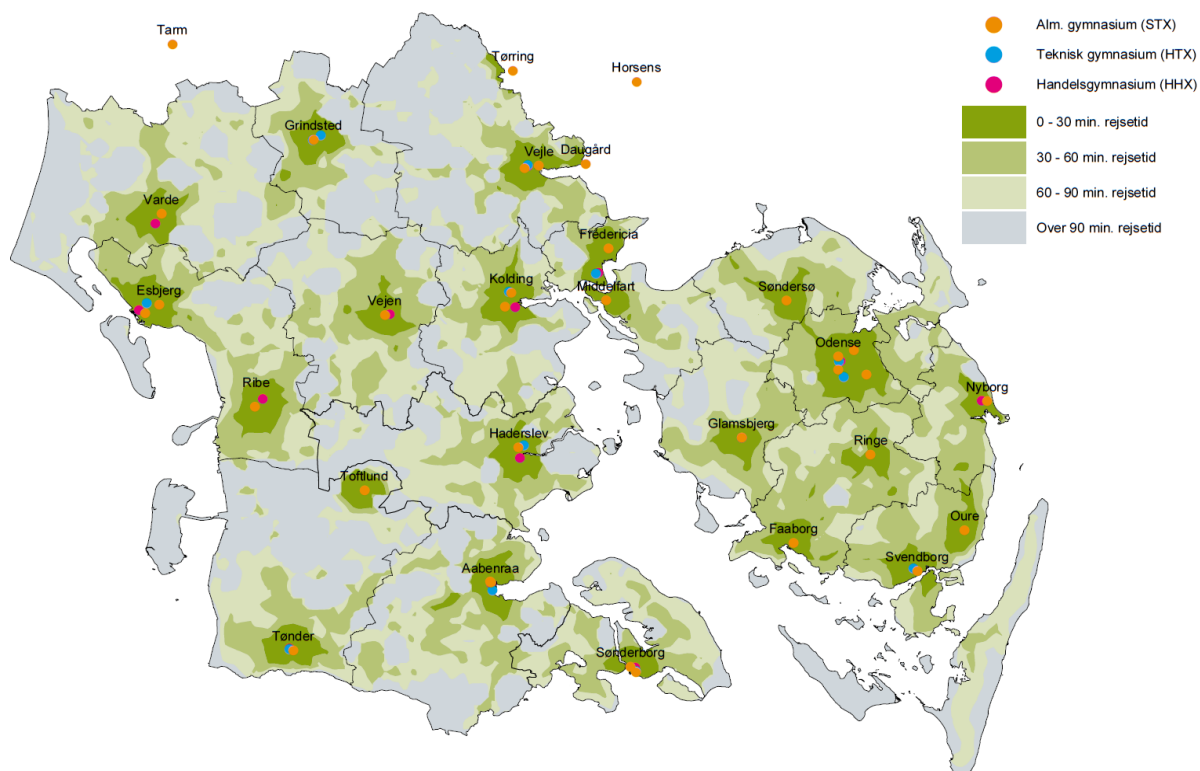 Tarm
Tørring
Horsens
Grindsted
Vejle
Daugård
Varde
Fredericia
Esbjerg
Vejen
Kolding
Middelfart
Søndersø
Odense
Ribe
Nyborg
Haderslev
Glamsbjerg
Ringe
Toftlund
Oure
Faaborg
Svendborg
Aabenraa
Tønder
Sønderborg
Alm. gymnasium (STX)
Teknisk gymnasium (HTX)
Handelsgymnasium (HHX)
0 - 30 min. rejsetid
30 - 60 min. rejsetid
60 - 90 min. rejsetid
Over 90 min. rejsetid